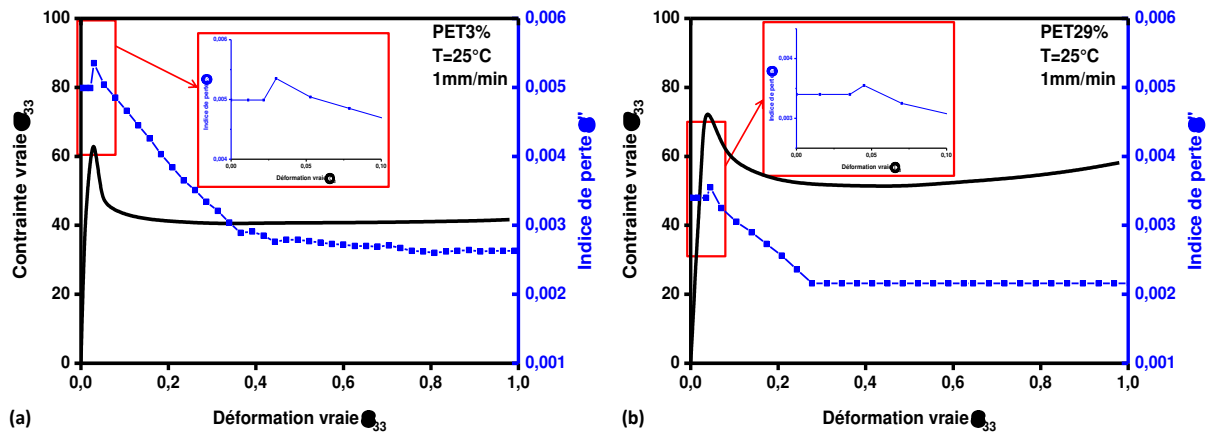 PET3%
T=25°C
1mm/min
Contrainte vraie 33
100
80
60
40
20
0
0,006
0,005
0,004
0,003
0,002
0,001
Indice de perte
0,0 0,2 0,4 0,6 0,8 1,0
Déformation vraie 33
(a)
Indice de perte
0,006
0,005
0,004
0,00 0,05 0,10
Déformation vraie
PET29%
T=25°C
1mm/min
Contrainte vraie 33
100
80
60
40
20
0
0,006
0,005
0,004
0,003
0,002
0,001
Indice de perte
0,0 0,2 0,4 0,6 0,8 1,0
Déformation vraie 33
(b)
Indice de perte
0,004
0,003
0,00 0,05 0,10
Déformation vraie